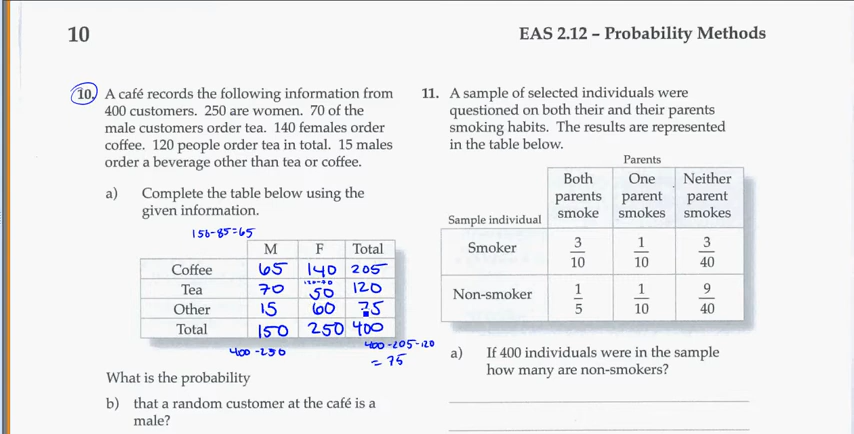 10
EAS 2.12 – Probability Methods
10. A café records the following information from
400 customers. 250 are women. 70 of the
male customers order tea. 140 females order
coffee. 120 people order tea in total. 15 males
order a beverage other than tea or coffee.
a) Complete the table below using the
given information.
150-85=65
M F Total
Coffee 65 140 205
120-70
Tea 70 50 120
Other 15 60 75
Total 150 250 400
400-250
400-205-120
= 75
What is the probability
b) that a random customer at the café is a
male?
11. A sample of selected individuals were
questioned on both their and their parents
smoking habits. The results are represented
in the table below.
Parents
Both One Neither
parents parent parent
Sample individual smoke smokes smokes
Smoker 3/10 1/10 3/40
Non-smoker 1/5 1/10 9/40
a) If 400 individuals were in the sample
how many are non-smokers?